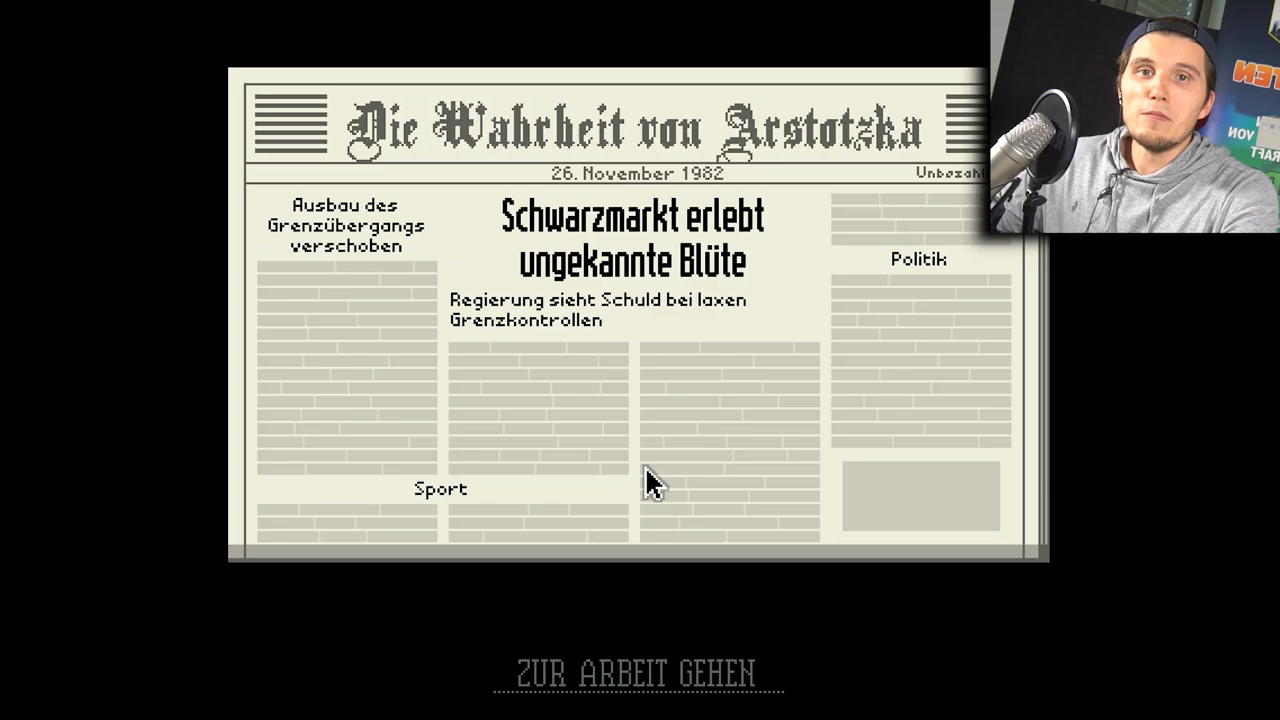 Die Wahrheit von Arstotzka
26. November 1982
Ausbau des
Grenzübergangs
verschoben
Schwarzmarkt erlebt
ungekannte Blüte
Regierung sieht Schuld bei laxen
Grenzkontrollen
Politik
Sport
ZUR ARBEIT GEHEN
VON